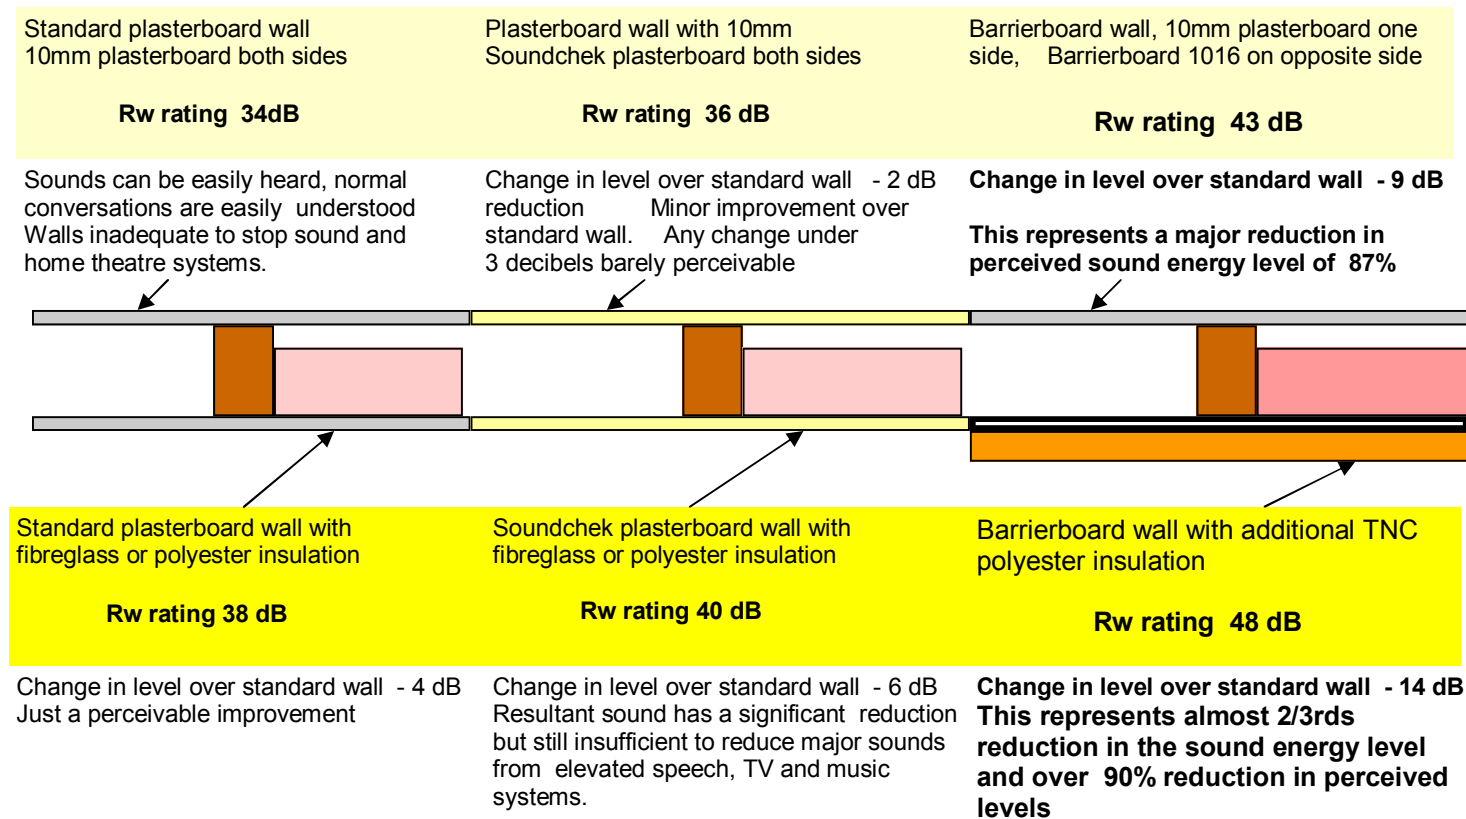 Standard plasterboard wall
10mm plasterboard both sides
Rw rating 34dB
Plasterboard wall with 10mm
Soundchek plasterboard both sides
Rw rating 36 dB
Barrierboard wall, 10mm plasterboard one
side, Barrierboard 1016 on opposite side
Rw rating 43 dB
Sounds can be easily heard, normal
conversations are easily understood
Walls inadequate to stop sound and
home theatre systems.
Change in level over standard wall - 2 dB
reduction Minor improvement over
standard wall. Any change under
3 decibels barely perceivable
Change in level over standard wall - 9 dB
This represents a major reduction in
perceived sound energy level of 87%
Standard plasterboard wall with
fibreglass or polyester insulation
Rw rating 38 dB
Soundchek plasterboard wall with
fibreglass or polyester insulation
Rw rating 40 dB
Barrierboard wall with additional TNC
polyester insulation
Rw rating 48 dB
Change in level over standard wall - 4 dB
Just a perceivable improvement
Change in level over standard wall - 6 dB
Resultant sound has a significant reduction
but still insufficient to reduce major sounds
from elevated speech, TV and music
systems.
Change in level over standard wall - 14 dB
This represents almost 2/3rds
reduction in the sound energy level
and over 90% reduction in perceived
levels